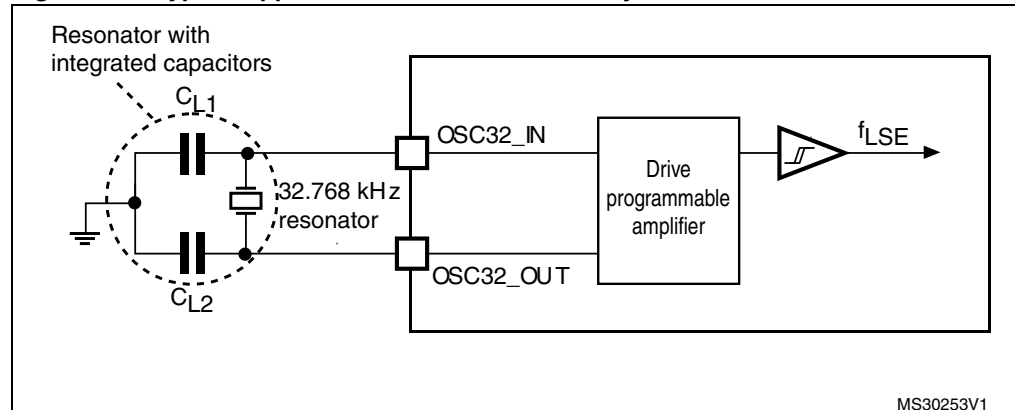 Resonator with
integrated capacitors
CL1
OSC32_IN
fLSE
Drive
programmable
amplifier
32.768 kHz
resonator
OSC32_OUT
CL2
MS30253V1